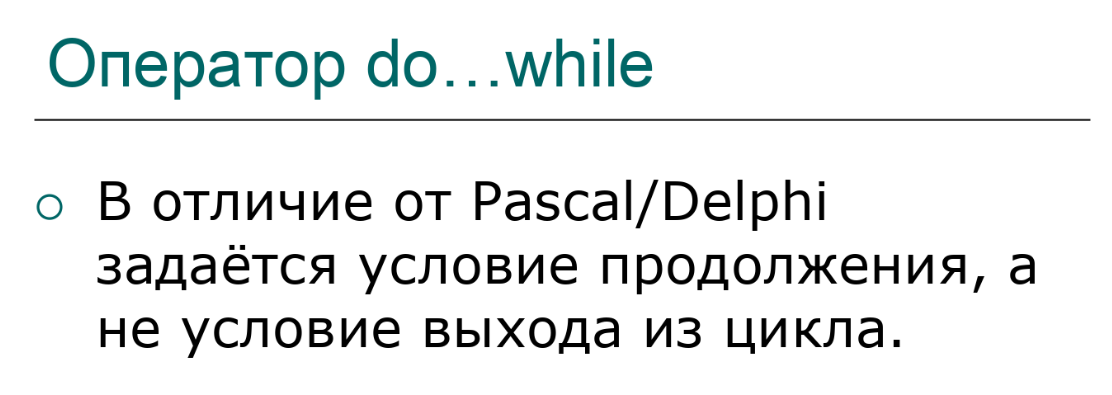 Оператор do…while
В отличие от Pascal/Delphi
задаётся условие продолжения, а
не условие выхода из цикла.